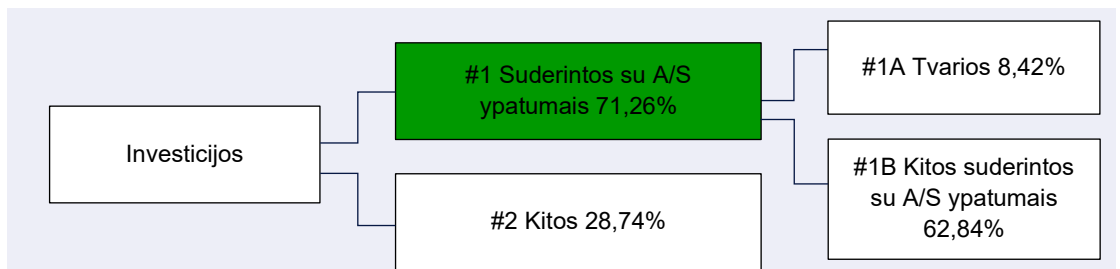 Investicijos
#1 Suderintos su A/S
ypatumais 71,26%
#2 Kitos 28,74%
#1A Tvarios 8,42%
#1B Kitos suderintos
su A/S ypatumais
62,84%